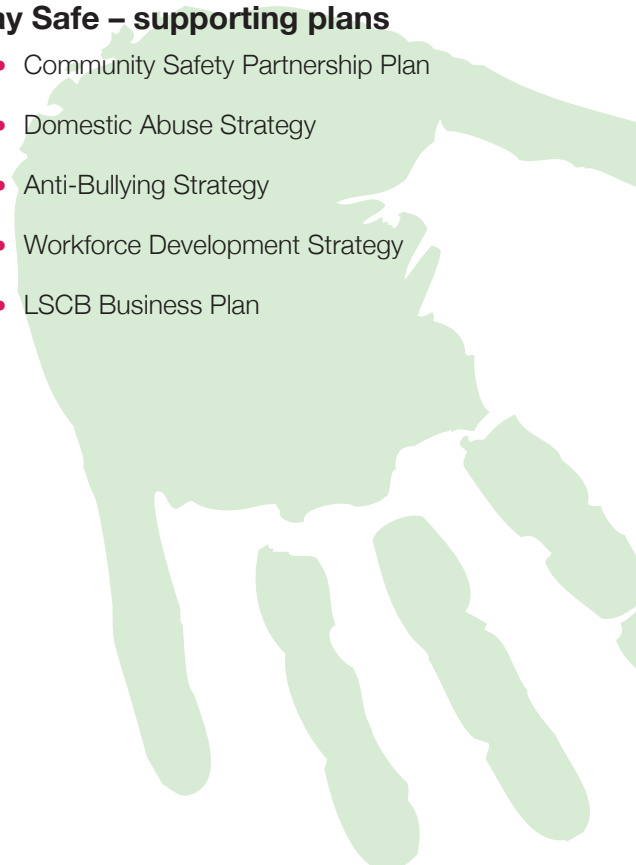 ay Safe – supporting plans
• Community Safety Partnership Plan
• Domestic Abuse Strategy
• Anti-Bullying Strategy
• Workforce Development Strategy
• LSCB Business Plan